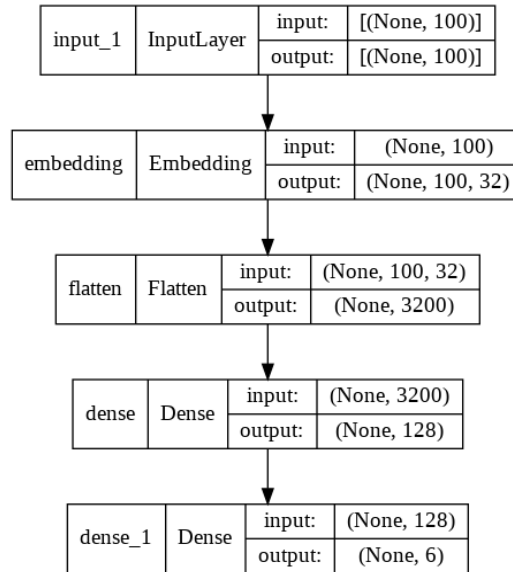 input_1 InputLayer input: [(None, 100)]
output: [(None, 100)]
embedding Embedding input: (None, 100)
output: (None, 100, 32)
flatten Flatten input: (None, 100, 32)
output: (None, 3200)
dense Dense input: (None, 3200)
output: (None, 128)
dense_1 Dense input: (None, 128)
output: (None, 6)